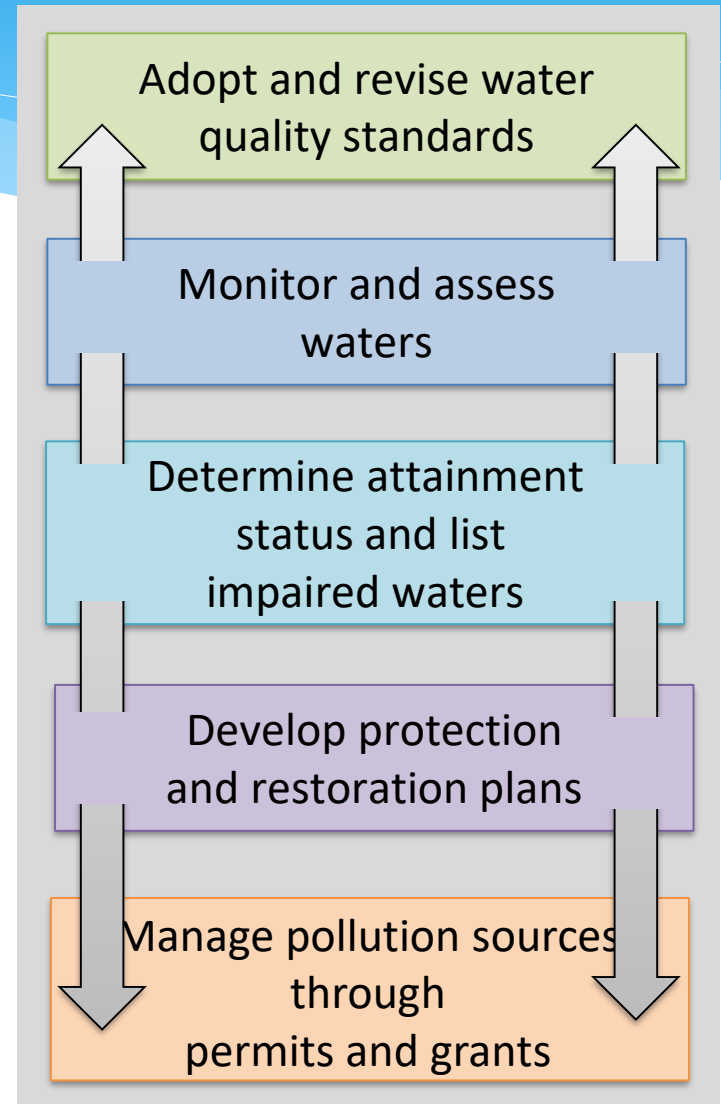 Adopt and revise water
quality standards
Monitor and assess
waters
Determine attainment
status and list
impaired waters
Develop protection
and restoration plans
Manage pollution sources
through
permits and grants